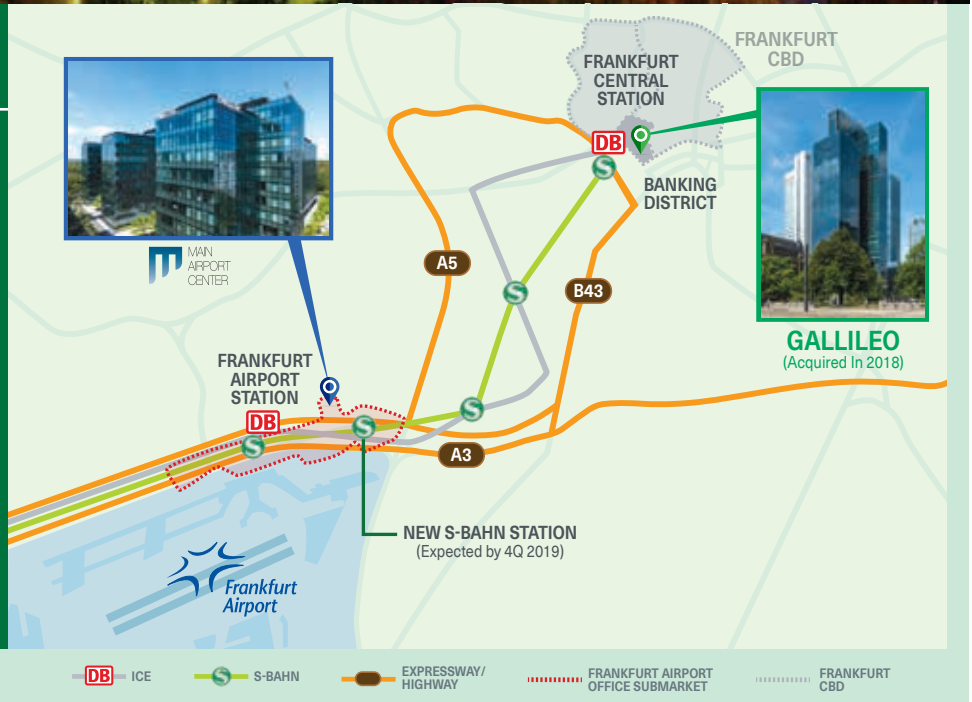 FRANKFURT
CBD
FRANKFURT
CENTRAL
STATION
DB
S
BANKING
DISTRICT
MAIN
AIRPORT
CENTER
A5
S
B43
GALLILEO
(Acquired In 2018)
FRANKFURT
AIRPORT
STATION
DB
S
S
S
A3
NEW S-BAHN STATION
(Expected by 4Q 2019)
Frankfurt
Airport
DB ICE
S S-BAHN
EXPRESSWAY/
HIGHWAY
FRANKFURT AIRPORT
OFFICE SUBMARKET
FRANKFURT
CBD